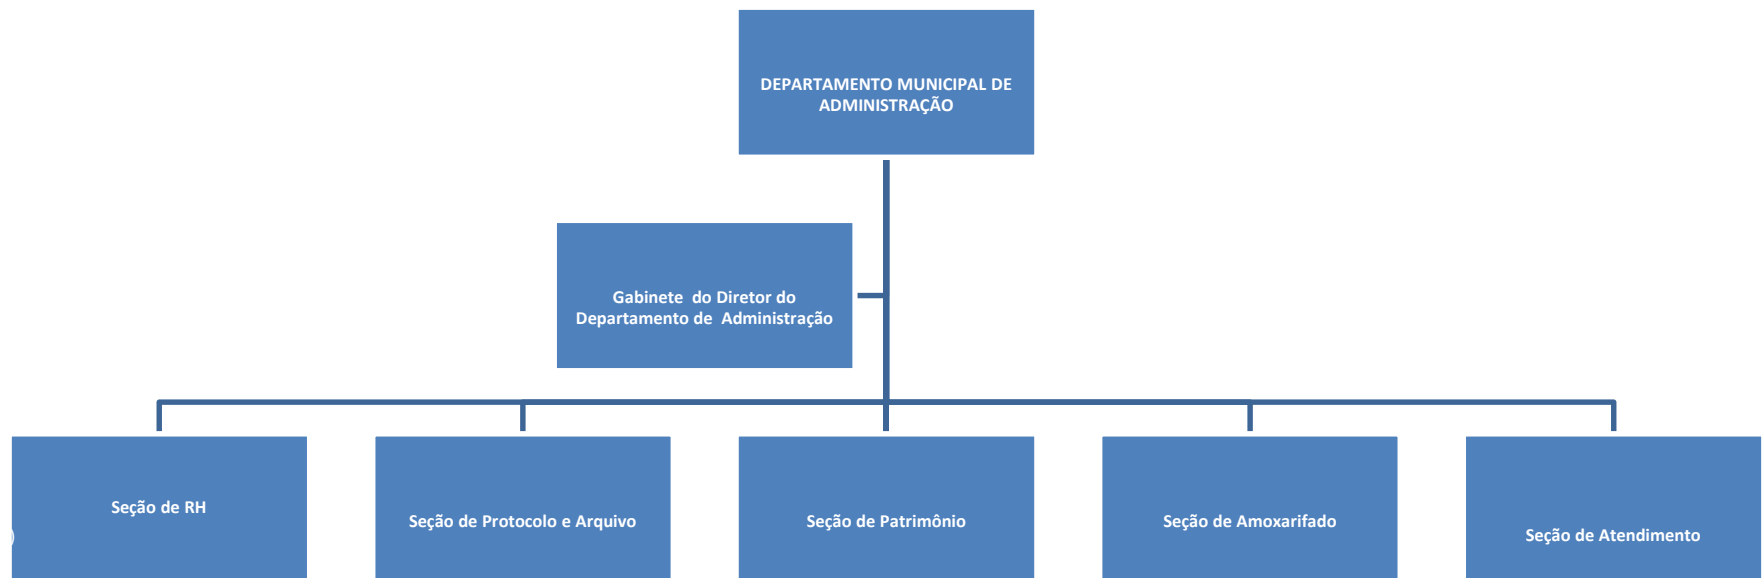 DEPARTAMENTO MUNICIPAL DE
ADMINISTRAÇÃO
Gabinete do Diretor do
Departamento de Administração
Seção de RH
)
Seção de Protocolo e Arquivo
Seção de Patrimônio
Seção de Amoxarifado
Seção de Atendimento